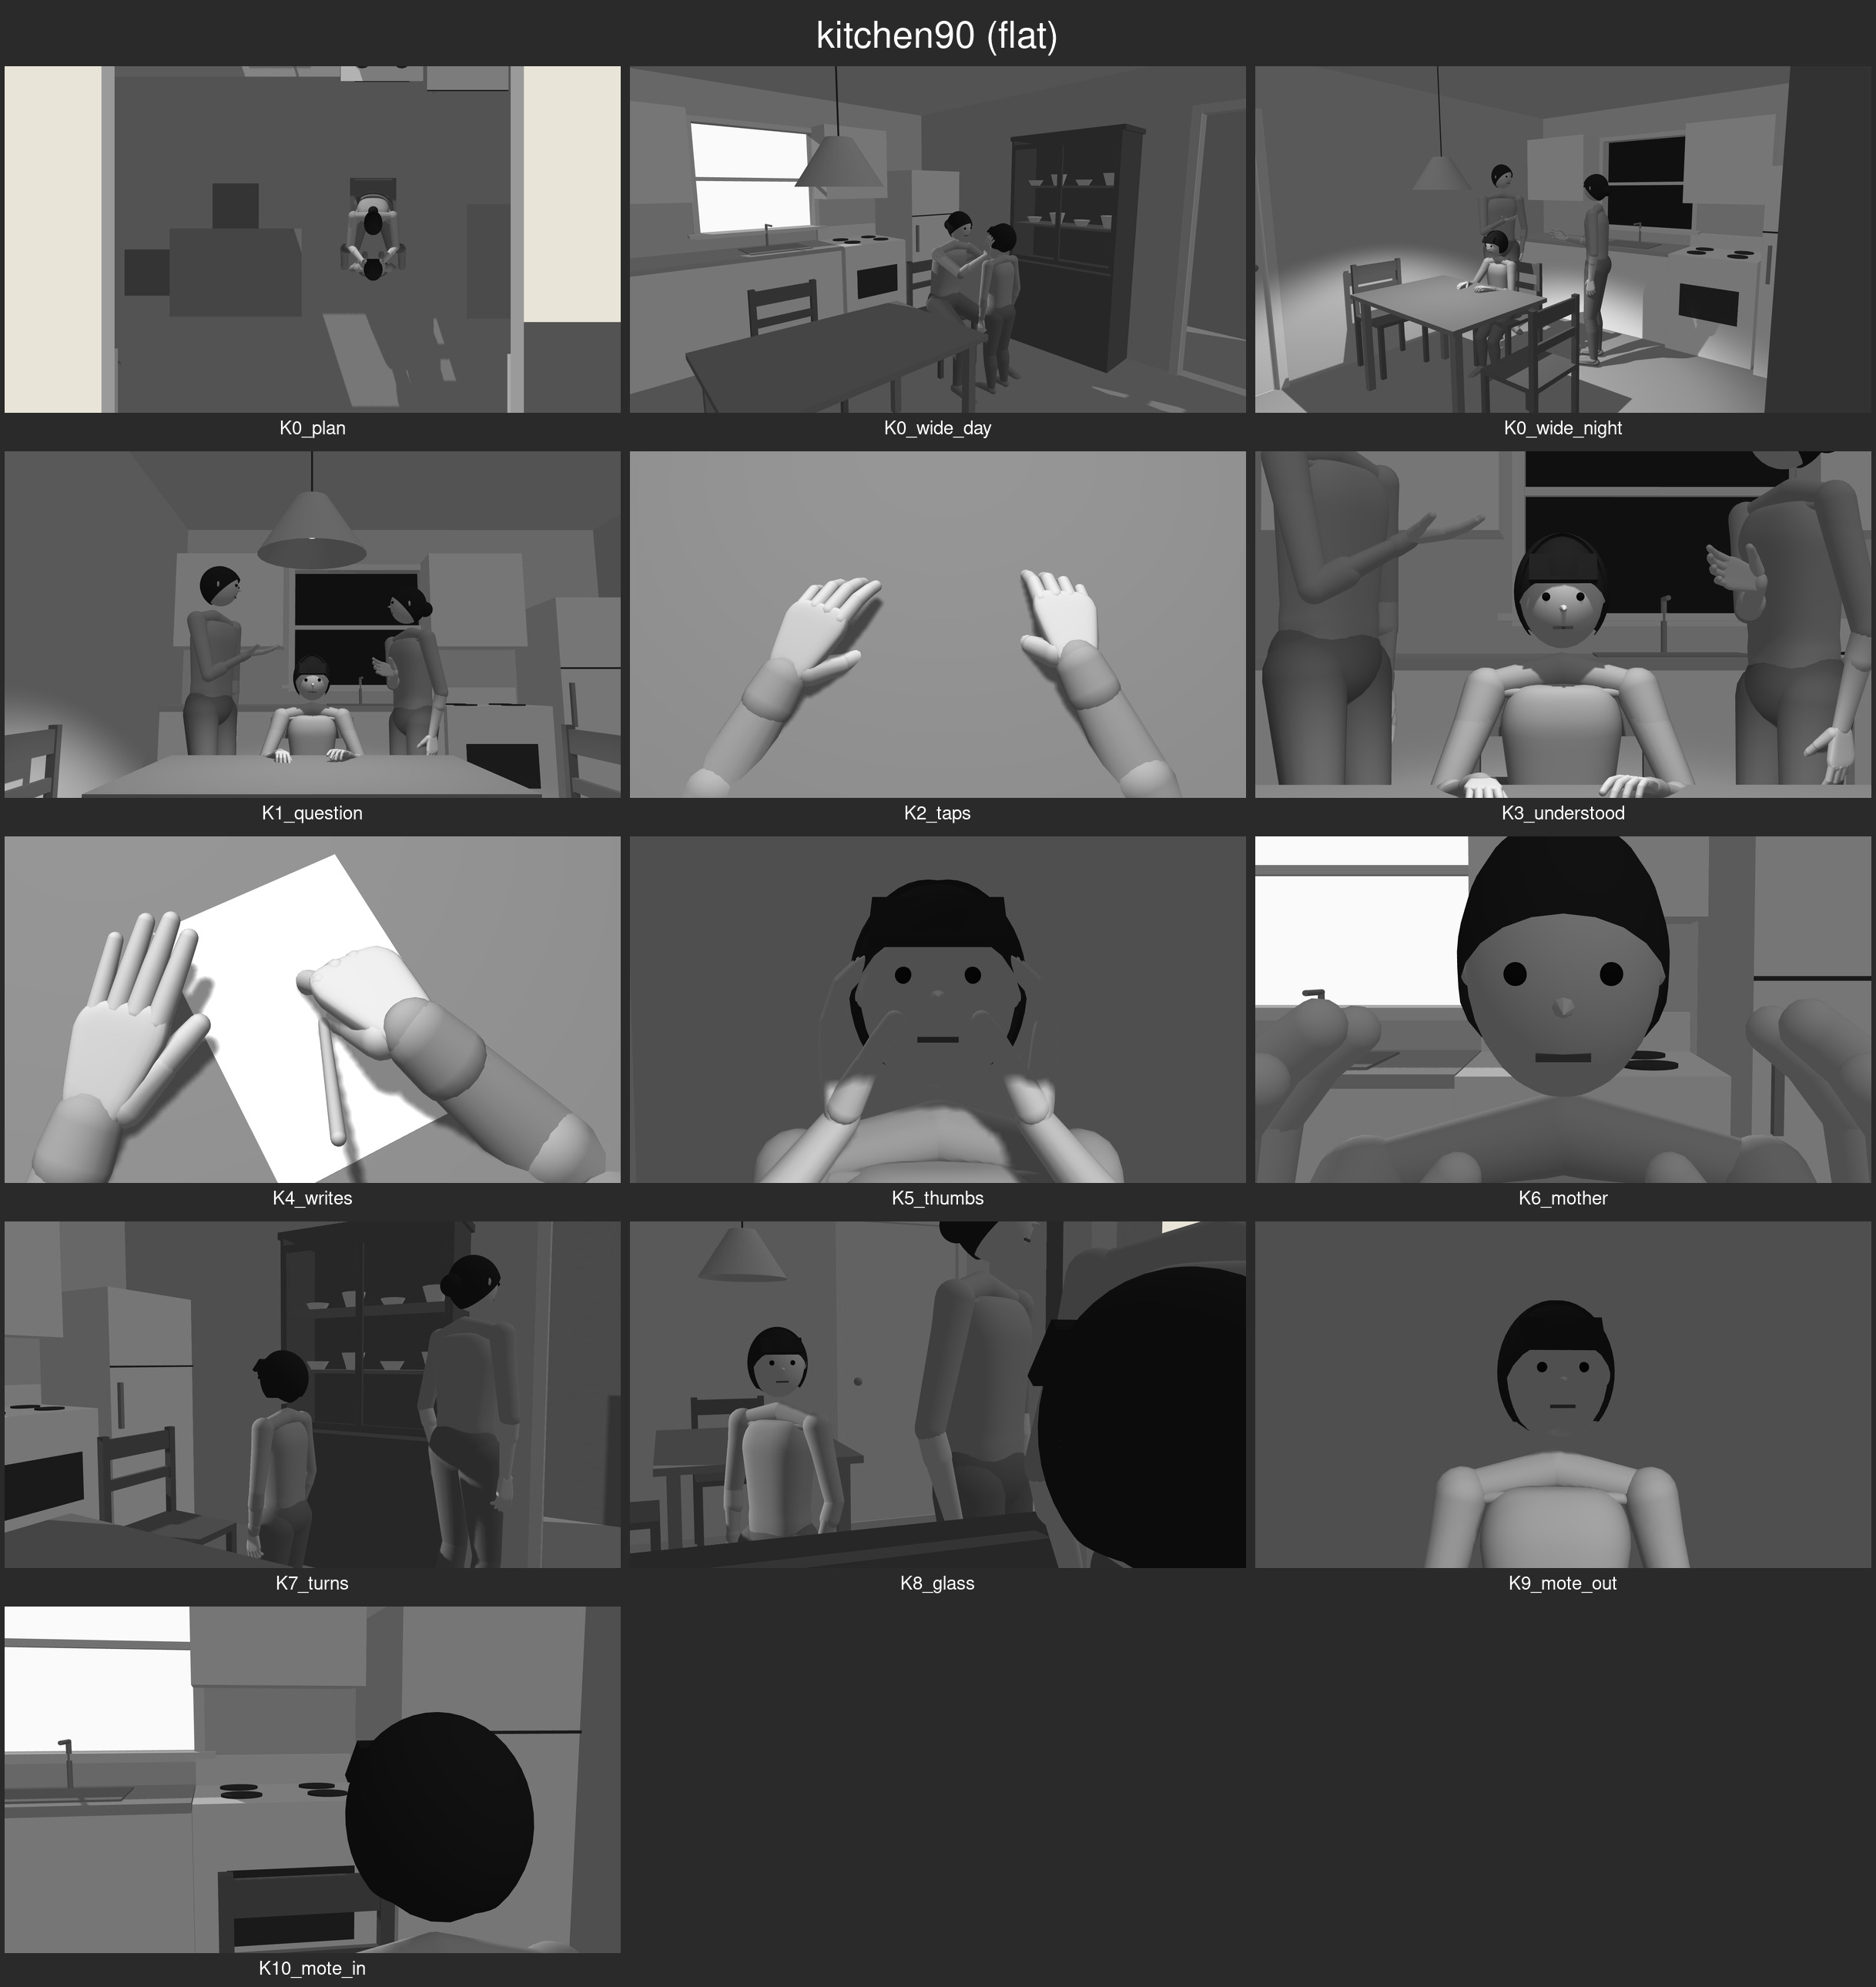 kitchen90 (flat)
K0_plan
K0_wide_day
K0_wide_night
K1_question
K2_taps
K3_understood
K4_writes
K5_thumbs
K6_mother
K7_turns
K8_glass
K9_mote_out
K10_mote_in